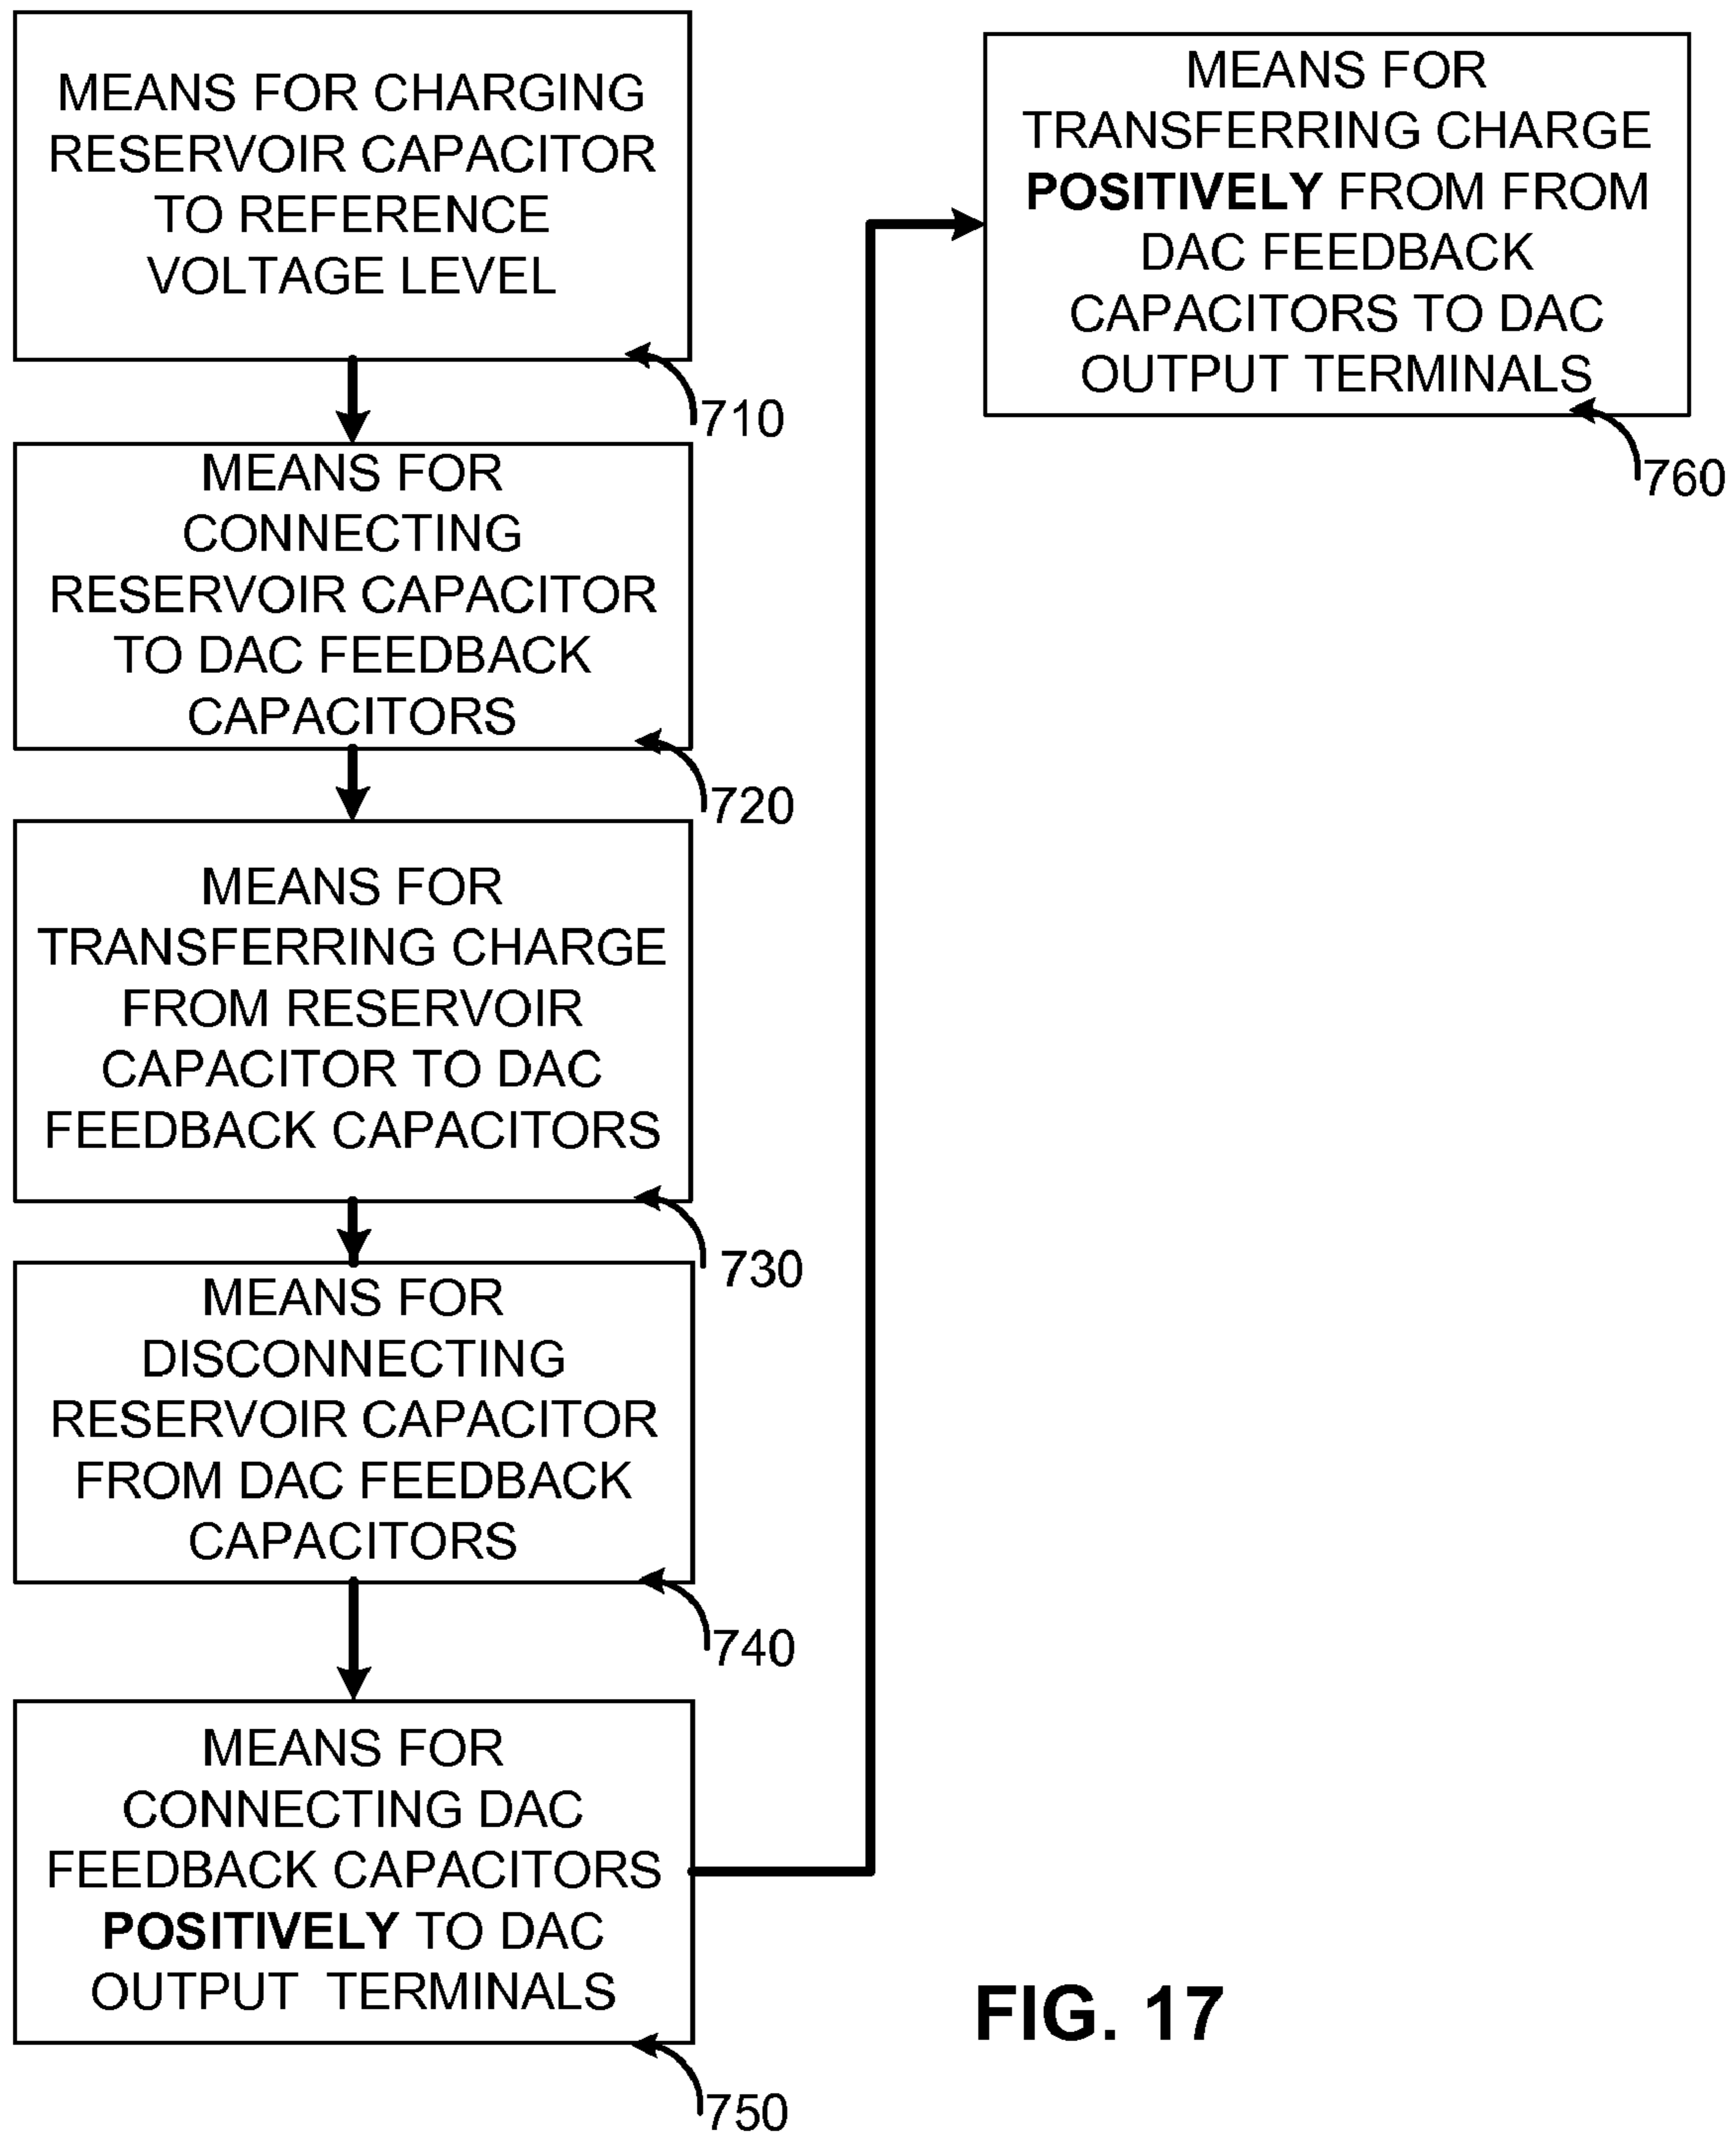 MEANS FOR CHARGING
RESERVOIR CAPACITOR
TO REFERENCE
VOLTAGE LEVEL
710
MEANS FOR
CONNECTING
RESERVOIR CAPACITOR
TO DAC FEEDBACK
CAPACITORS
720
MEANS FOR
TRANSFERRING CHARGE
FROM RESERVOIR
CAPACITOR TO DAC
FEEDBACK CAPACITORS
730
MEANS FOR
DISCONNECTING
RESERVOIR CAPACITOR
FROM DAC FEEDBACK
CAPACITORS
740
MEANS FOR
CONNECTING DAC
FEEDBACK CAPACITORS
POSITIVELY TO DAC
OUTPUT TERMINALS
750
MEANS FOR
TRANSFERRING CHARGE
POSITIVELY FROM FROM
DAC FEEDBACK
CAPACITORS TO DAC
OUTPUT TERMINALS
760
FIG. 17